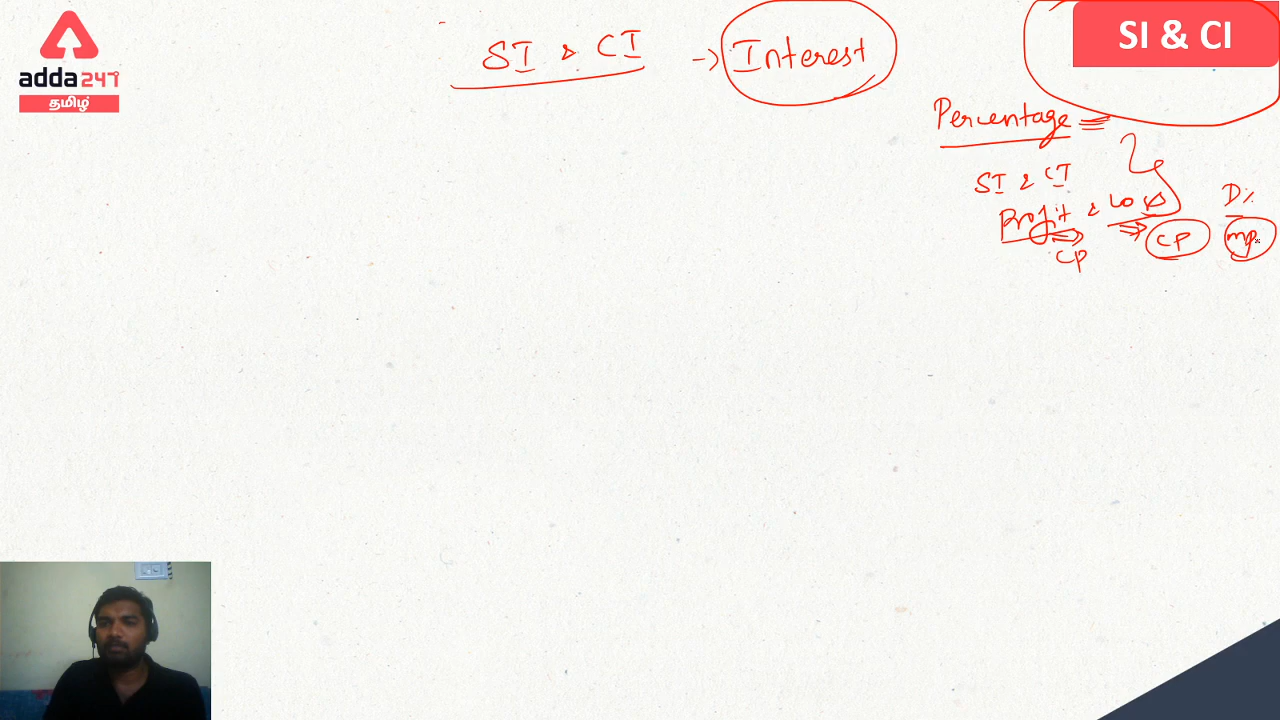 SI & CI → Interest
SI & CI
adda247
தமிழ்
Percentage
SI & CI
Profit & Loss D%
CP mp
CP